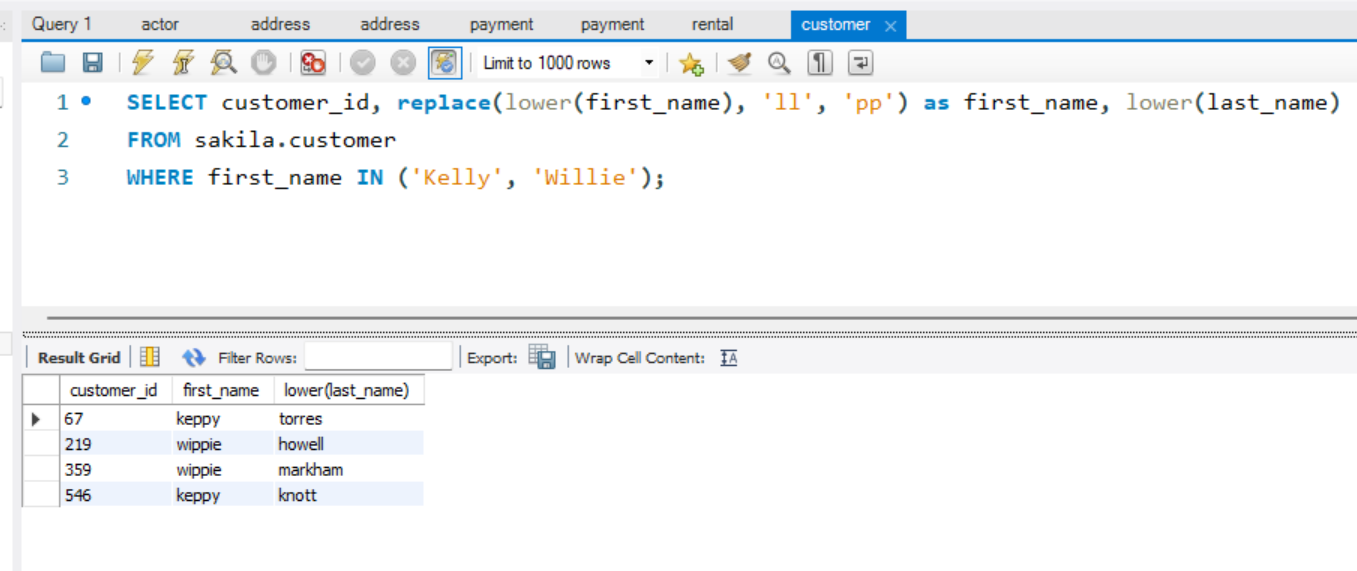 Query 1 actor address address payment payment rental customer
Limit to 1000 rows
1 SELECT customer_id, replace(lower(first_name), 'll', 'pp') as first_name, lower(last_name)
2 FROM sakila.customer
3 WHERE first_name IN ('Kelly', 'Willie');
Result Grid Filter Rows: Export: Wrap Cell Content:
customer_id first_name lower(last_name)
67 keppy torres
219 wippie howell
359 wippie markham
546 keppy knott